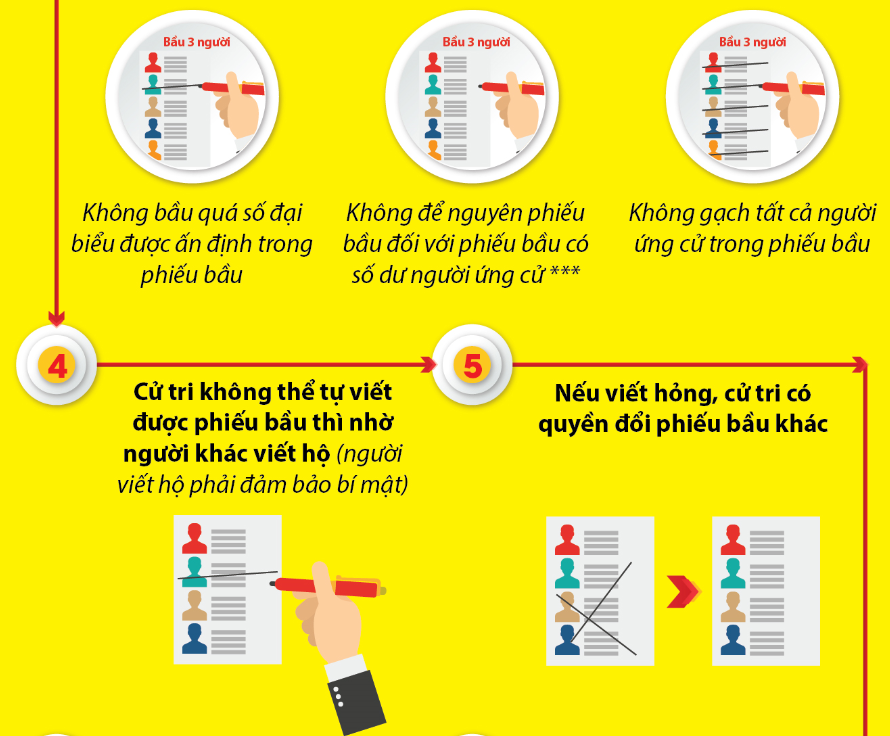 Bầu 3 người
Không bầu quá số đại
biểu được ấn định trong
phiếu bầu
Bầu 3 người
Không để nguyên phiếu
bầu đối với phiếu bầu có
số dư người ứng cử ***
Bầu 3 người
Không gạch tất cả người
ứng cử trong phiếu bầu
4
Cử tri không thể tự viết
được phiếu bầu thì nhờ
người khác viết hộ (người
viết hộ phải đảm bảo bí mật)
5
Nếu viết hỏng, cử tri có
quyền đổi phiếu bầu khác